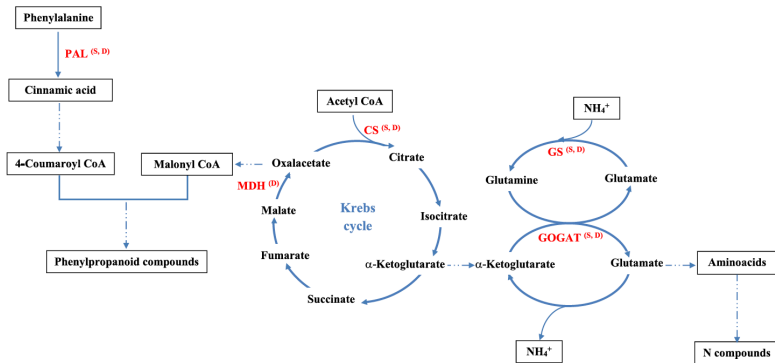 Phenylalanine
PAL (S, D)
Cinnamic acid
4-Coumaroyl CoA
Malonyl CoA
Phenylpropanoid compounds
Acetyl CoA
CS (S, D)
Oxalacetate
Citrate
MDH (D)
Malate
Krebs
cycle
Isocitrate
Fumarate
α-Ketoglutarate
Succinate
NH₄⁺
GS (S, D)
Glutamine
Glutamate
GOGAT (S, D)
α-Ketoglutarate
Glutamate
Aminoacids
NH₄⁺
N compounds